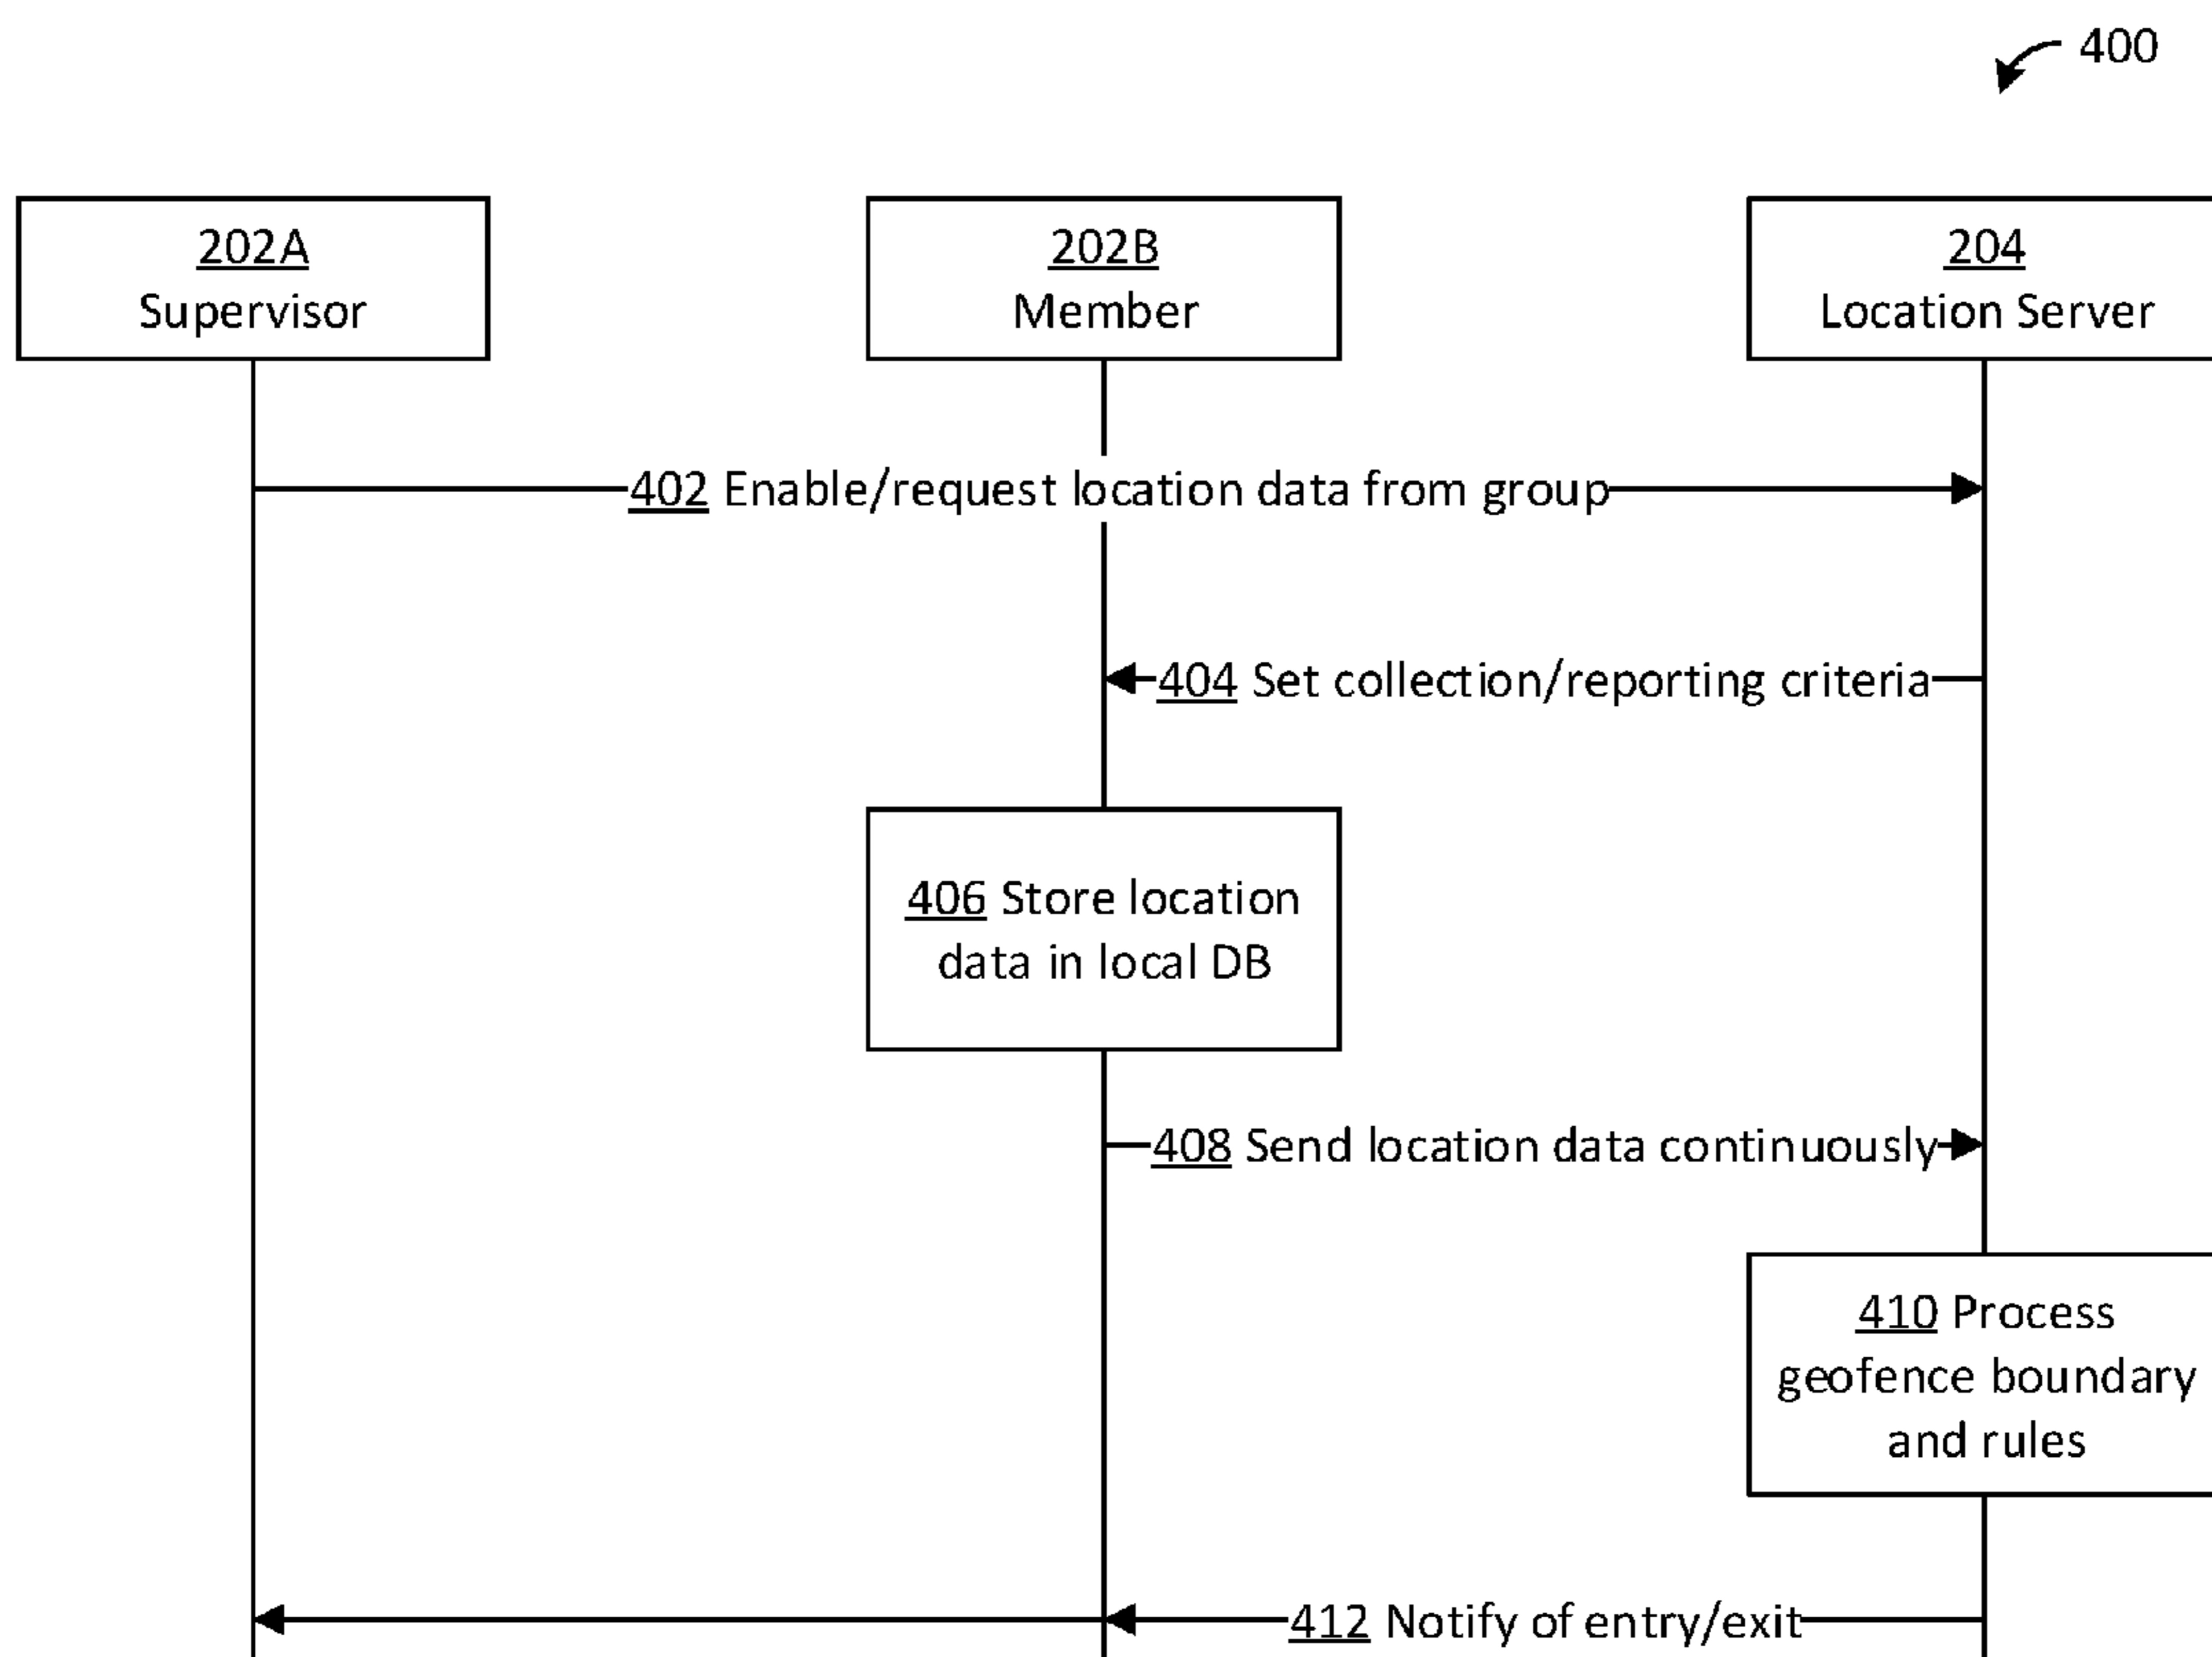 400
202A
Supervisor
202B
Member
204
Location Server
402 Enable/request location data from group
404 Set collection/reporting criteria
406 Store location
data in local DB
408 Send location data continuously
410 Process
geofence boundary
and rules
412 Notify of entry/exit